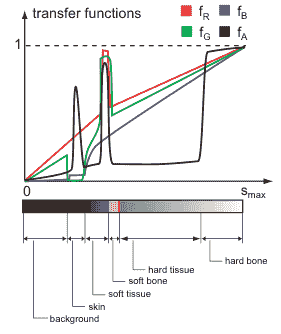 transfer functions
f_R f_B
f_G f_A
1
0 s_max
hard bone
hard tissue
soft bone
soft tissue
skin
background